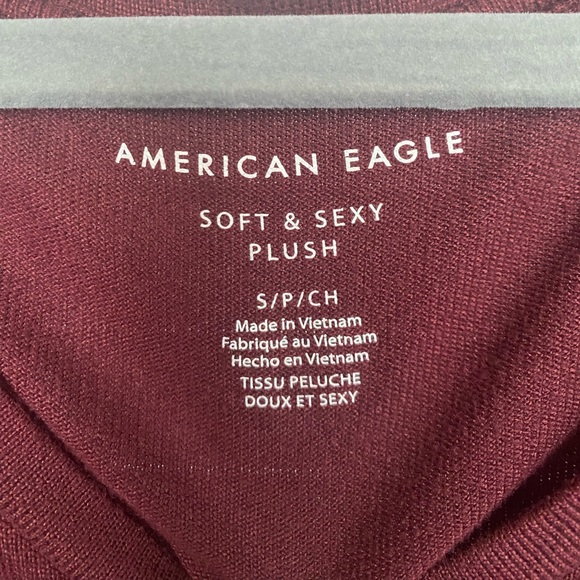 AMERICAN EAGLE
SOFT & SEXY
PLUSH
S/P/CH
Made in Vietnam
Fabriqué au Vietnam
Hecho en Vietnam
TISSU PELUCHE
DOUX ET SEXY